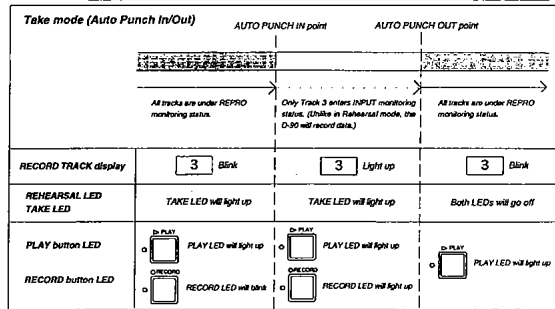 Take mode (Auto Punch In/Out)
AUTO PUNCH IN point
AUTO PUNCH OUT point
All tracks are under REPRO
monitoring status.
Only Track 3 enters INPUT monitoring
status. (Unlike in Rehearsal mode, the
D-90 will record data.)
All tracks are under REPRO
monitoring status.
RECORD TRACK display
3 Blink
3 Light up
3 Blink
REHEARSAL LED
TAKE LED
TAKE LED will light up
TAKE LED will light up
Both LEDs will go off
PLAY button LED
▷ PLAY
PLAY LED will light up
▷ PLAY
PLAY LED will light up
▷ PLAY
PLAY LED will light up
RECORD button LED
○RECORD
RECORD LED will blink
○RECORD
RECORD LED will light up